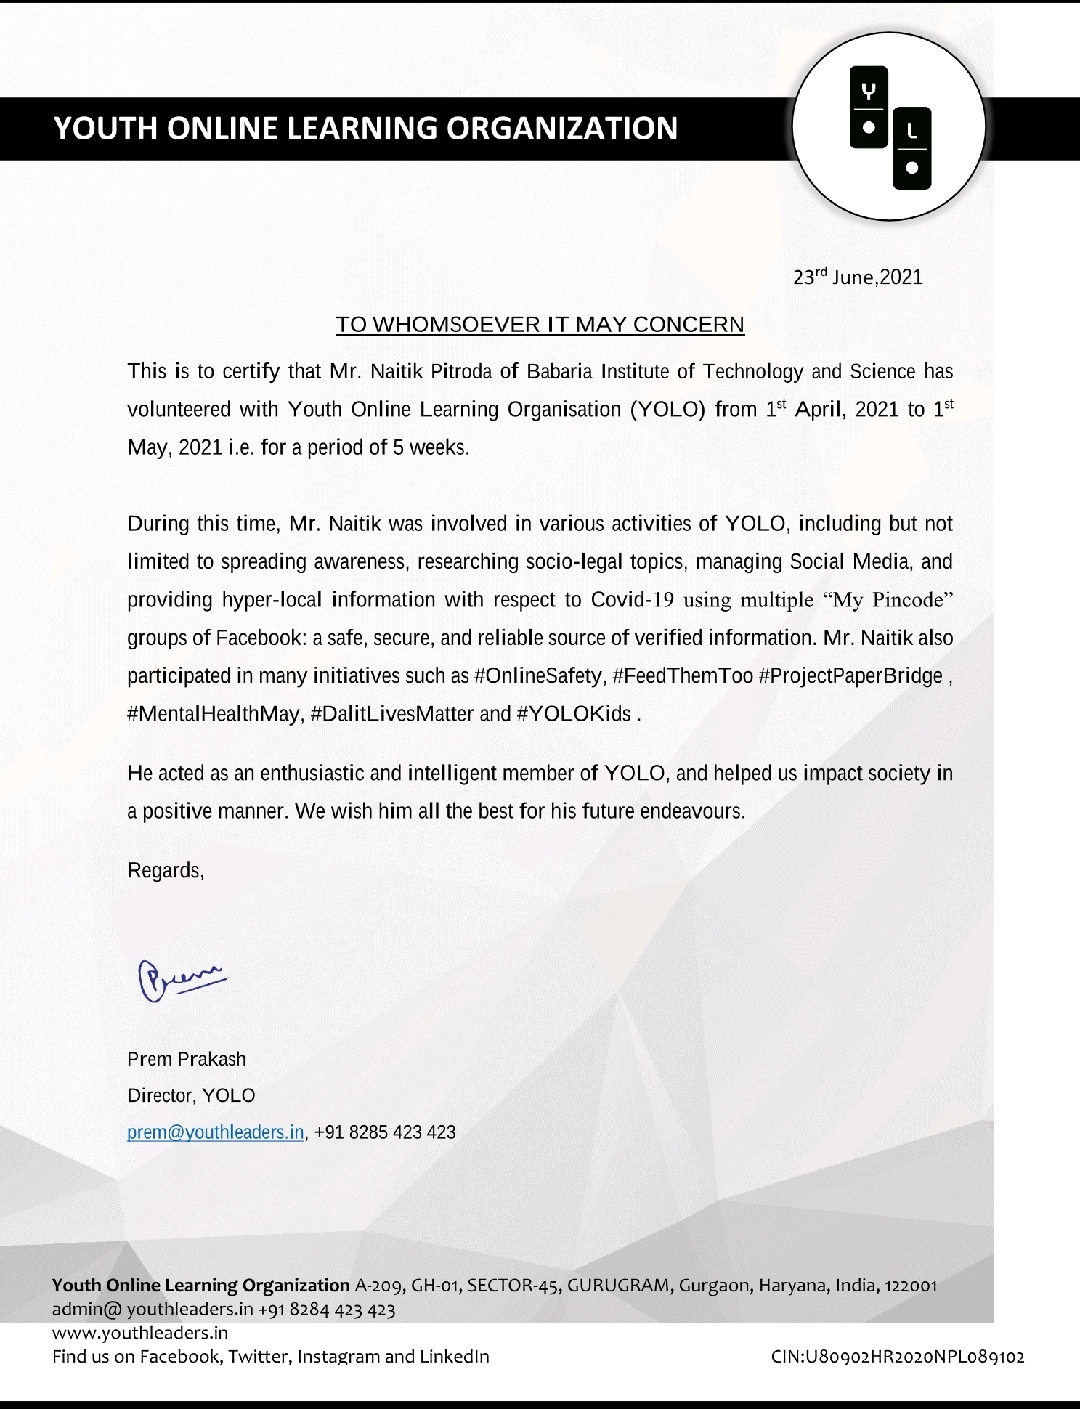 YOUTH ONLINE LEARNING ORGANIZATION
Y
L
23rd June,2021
TO WHOMSOEVER IT MAY CONCERN
This is to certify that Mr. Naitik Pitroda of Babaria Institute of Technology and Science has
volunteered with Youth Online Learning Organisation (YOLO) from 1st April, 2021 to 1st
May, 2021 i.e. for a period of 5 weeks.
During this time, Mr. Naitik was involved in various activities of YOLO, including but not
limited to spreading awareness, researching socio-legal topics, managing Social Media, and
providing hyper-local information with respect to Covid-19 using multiple “My Pincode”
groups of Facebook: a safe, secure, and reliable source of verified information. Mr. Naitik also
participated in many initiatives such as #OnlineSafety, #FeedThemToo #ProjectPaperBridge ,
#MentalHealthMay, #DalitLivesMatter and #YOLOKids .
He acted as an enthusiastic and intelligent member of YOLO, and helped us impact society in
a positive manner. We wish him all the best for his future endeavours.
Regards,
Prem
Prem Prakash
Director, YOLO
prem@youthleaders.in, +91 8285 423 423
Youth Online Learning Organization A-209, GH-01, SECTOR-45, GURUGRAM, Gurgaon, Haryana, India, 122001
admin@ youthleaders.in +91 8284 423 423
www.youthleaders.in
Find us on Facebook, Twitter, Instagram and LinkedIn
CIN:U80902HR2020NPL089102